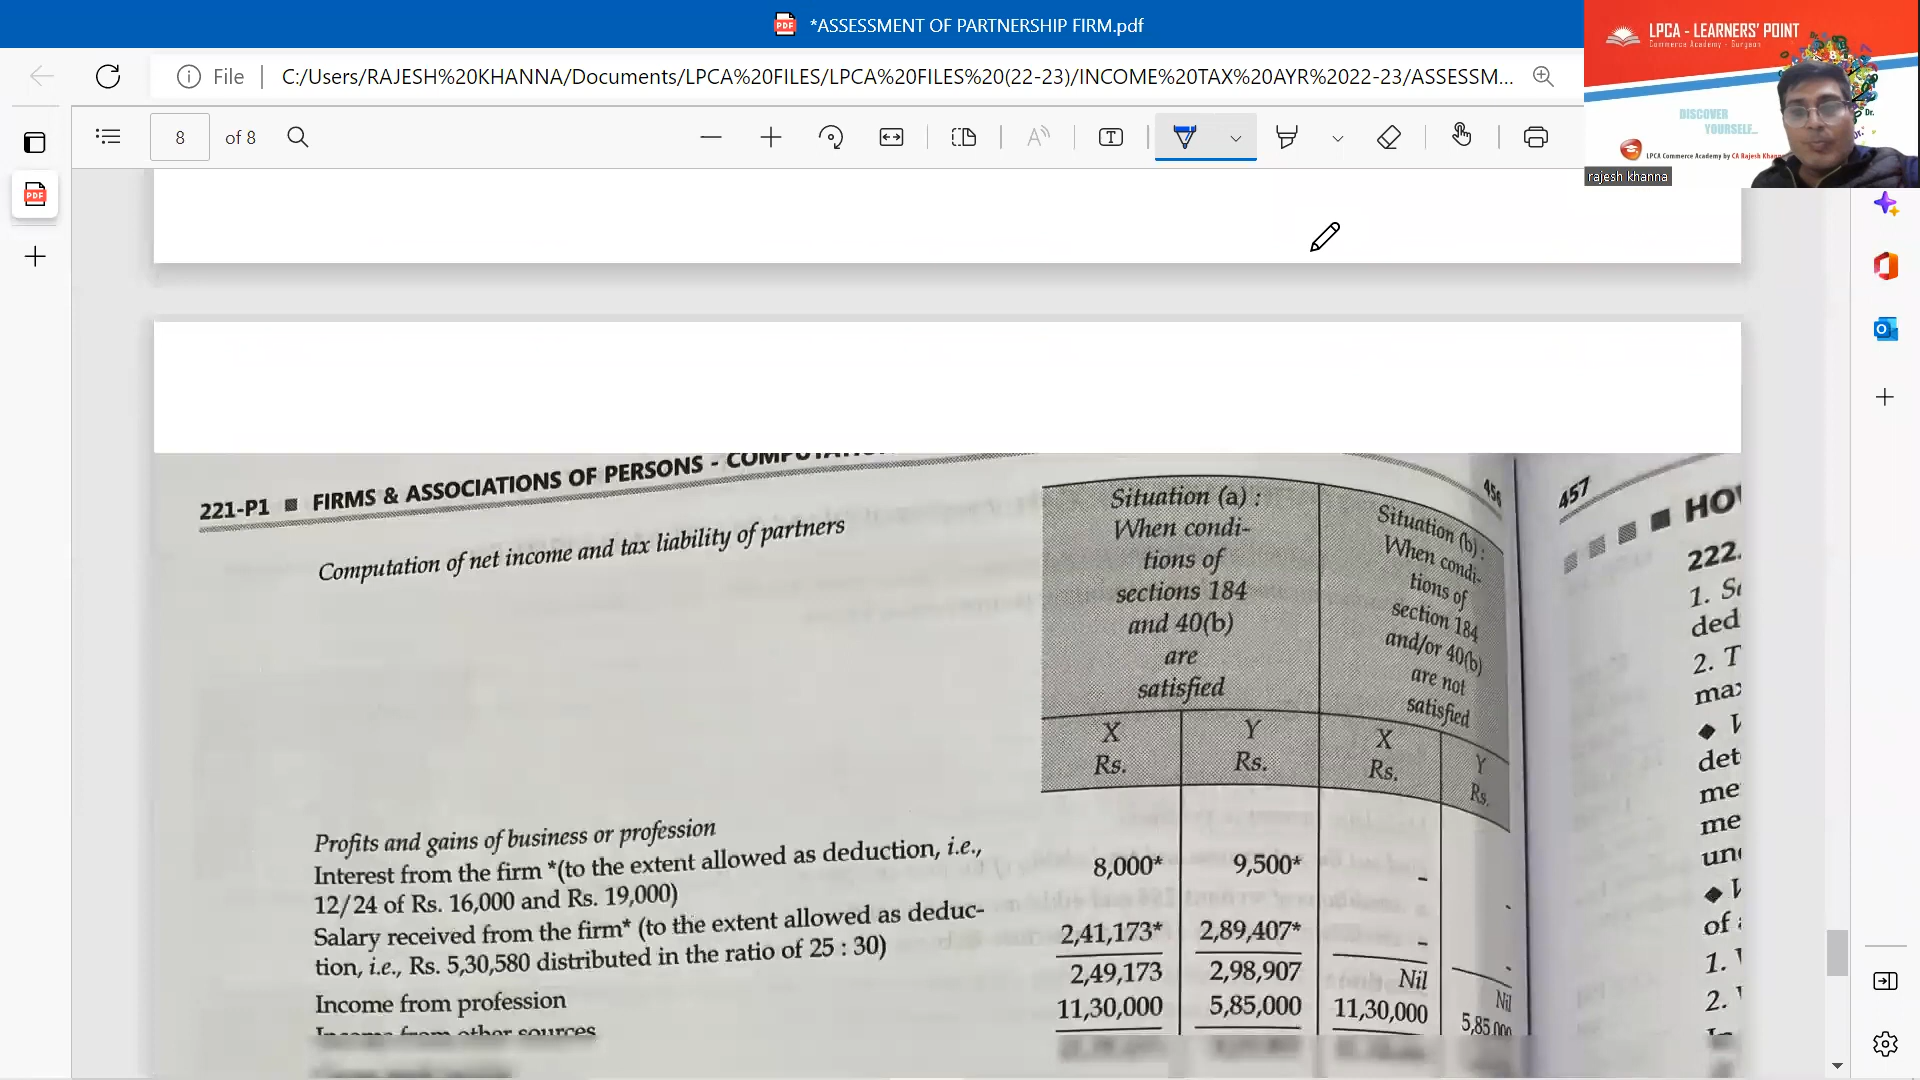 *ASSESSMENT OF PARTNERSHIP FIRM.pdf
File
C:/Users/RAJESH%20KHANNA/Documents/LPCA%20FILES/LPCA%20FILES%20(22-23)/INCOME%20TAX%20AYR%2022-23/ASSESSM...
8 of 8
LPCA - LEARNERS' POINT
Commerce Academy - Gurgaon
DISCOVER
YOURSELF...
LPCA Commerce Academy by CA Rajesh
rajesh khanna
221-P1 ■ FIRMS & ASSOCIATIONS OF PERSONS -
456
Computation of net income and tax liability of partners
Situation (a) :
When condi-
tions of
sections 184
and 40(b)
are
satisfied
Situation (b) :
When condi-
tions of
section 184
and/or 40(b)
are not
satisfied
X Y X Y
Rs. Rs. Rs. Rs.
Profits and gains of business or profession
Interest from the firm *(to the extent allowed as deduction, i.e.,
12/24 of Rs. 16,000 and Rs. 19,000)
8,000* 9,500* - -
Salary received from the firm* (to the extent allowed as deduc-
tion, i.e., Rs. 5,30,580 distributed in the ratio of 25 : 30)
2,41,173* 2,89,407* - -
2,49,173 2,98,907 Nil Nil
Income from profession 11,30,000 5,85,000 11,30,000 5,85,000
Income from other sources
457
222.
1.
ded
2. T
det
me
me
of
1.
2.